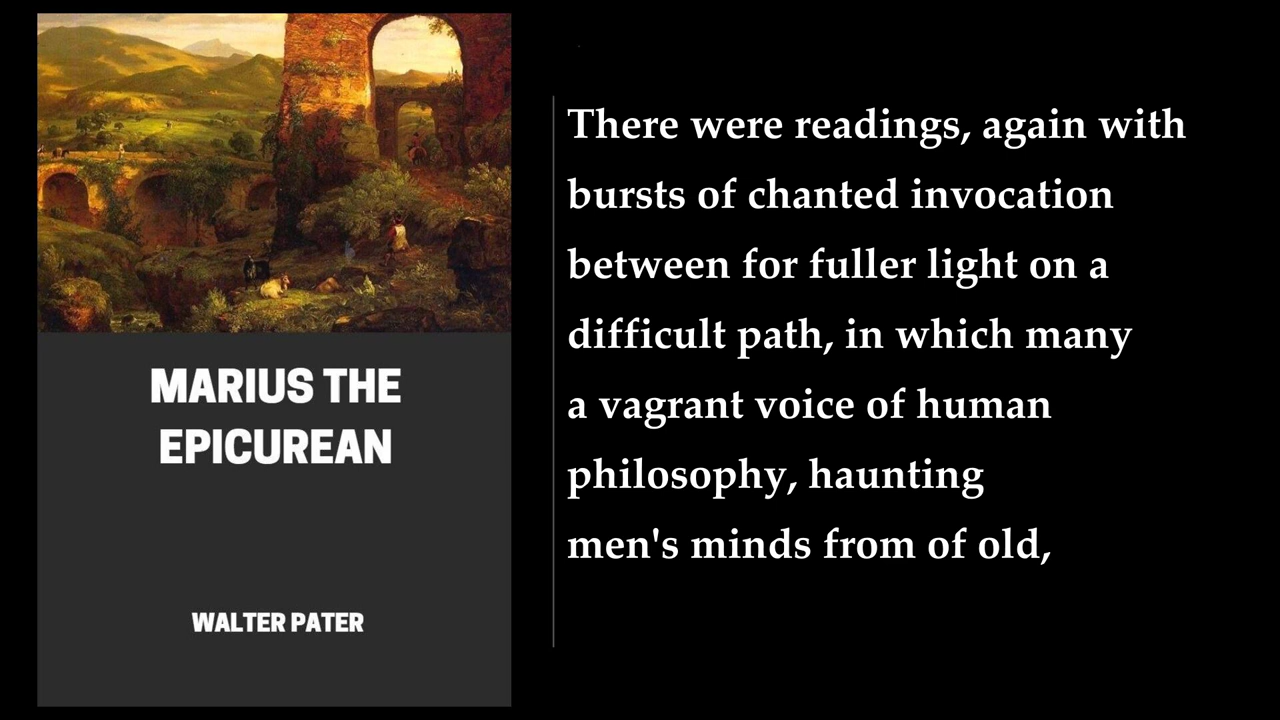 MARIUS THE
EPICUREAN
WALTER PATER
There were readings, again with
bursts of chanted invocation
between for fuller light on a
difficult path, in which many
a vagrant voice of human
philosophy, haunting
men's minds from of old,